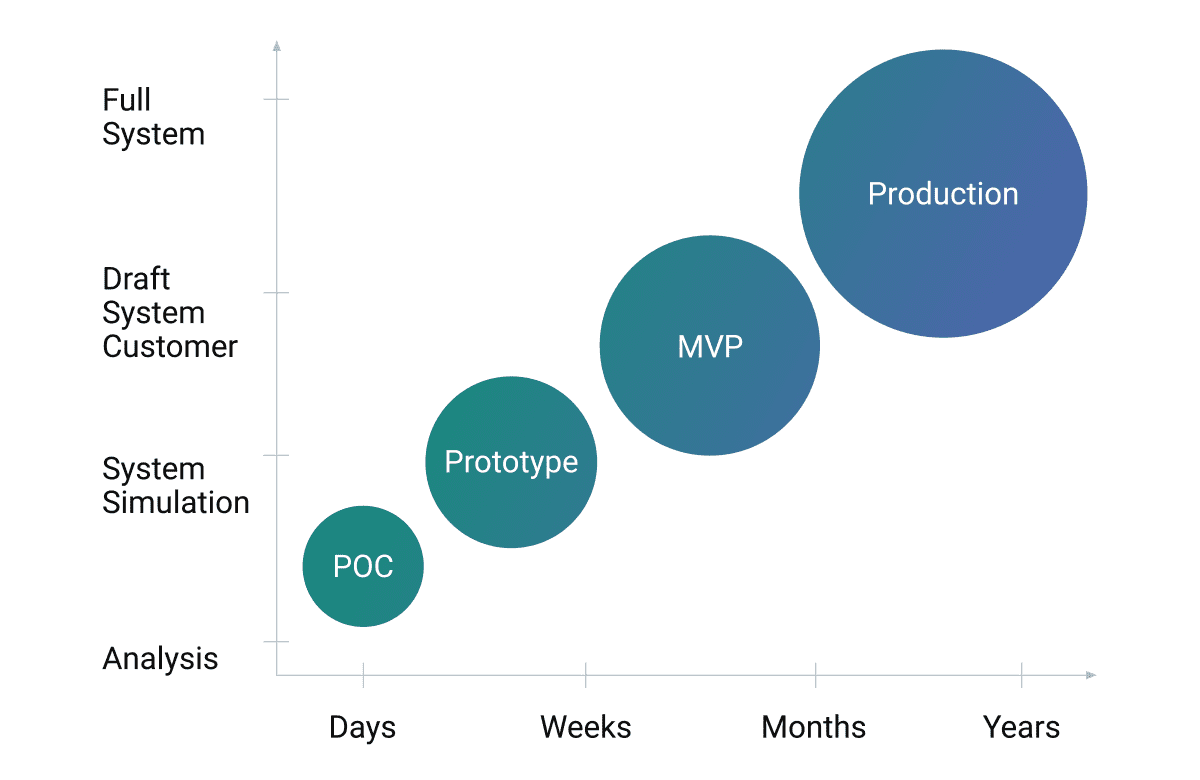 Full
System
Production
Draft
System
Customer
MVP
Prototype
System
Simulation
POC
Analysis
Days
Weeks
Months
Years